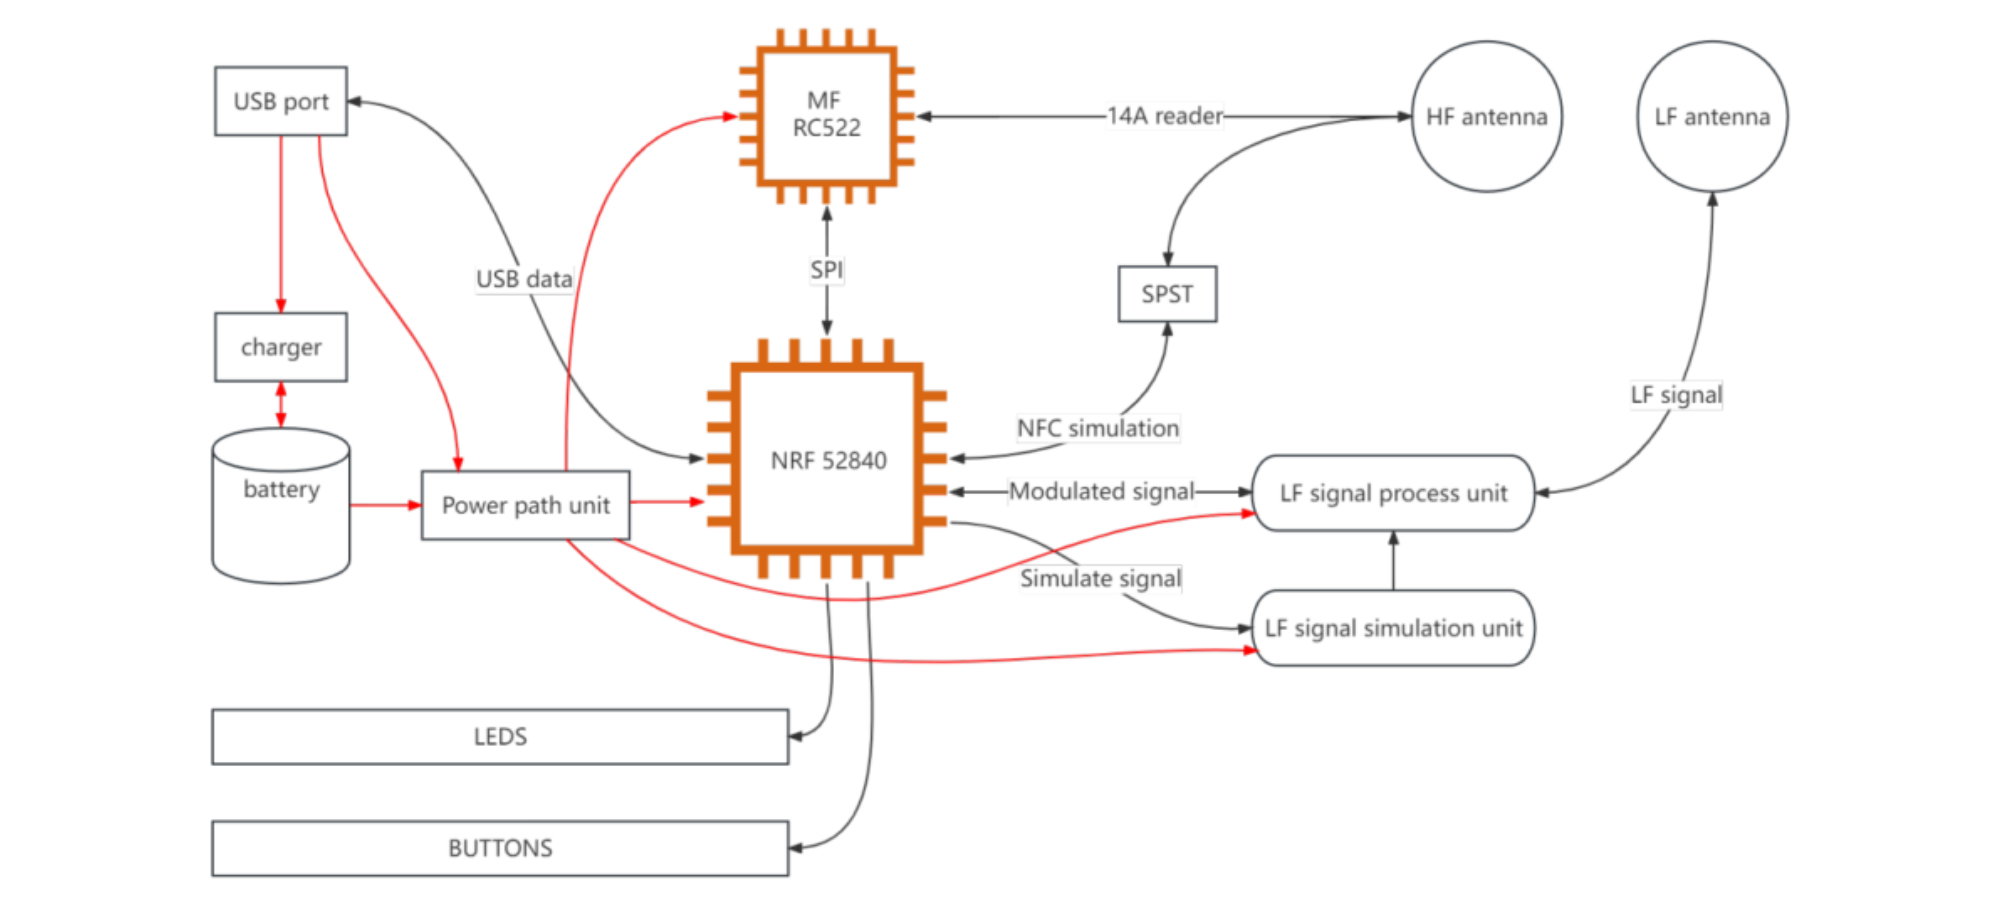 USB port
MF
RC522
14A reader
HF antenna
LF antenna
USB data
SPI
SPST
charger
LF signal
NFC simulation
battery
NRF 52840
Power path unit
Modulated signal
LF signal process unit
Simulate signal
LF signal simulation unit
LEDS
BUTTONS